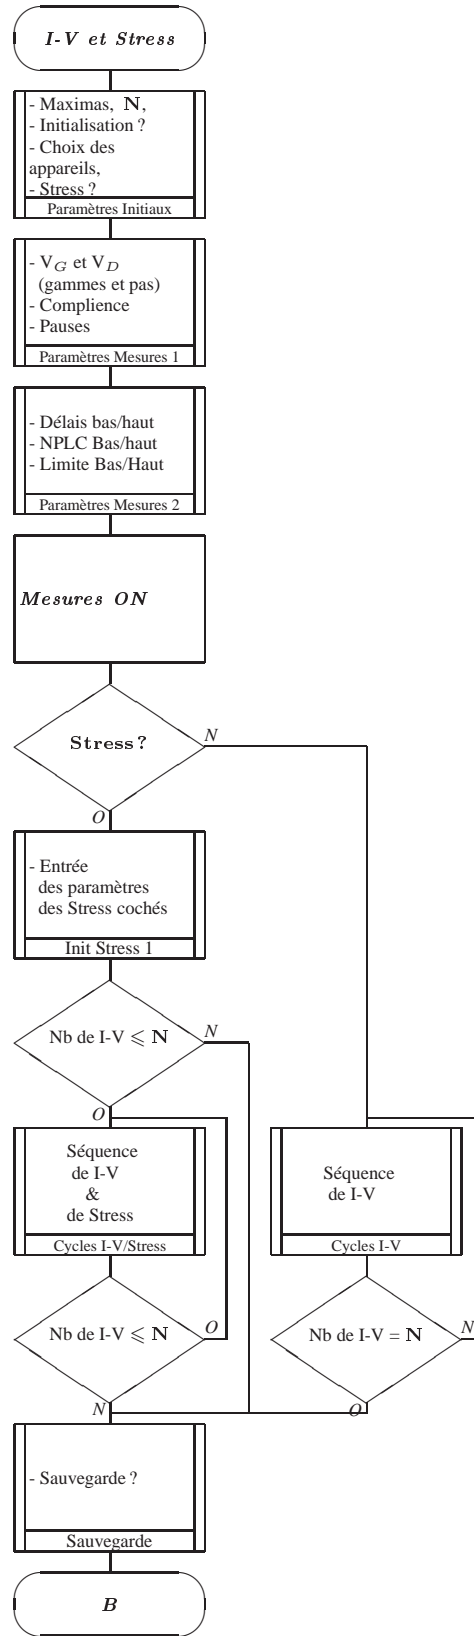 I-V et Stress
- Maximas, N,
- Initialisation ?
- Choix des
appareils,
- Stress ?
Paramètres Initiaux
- V_G et V_D
(gammes et pas)
- Complience
- Pauses
Paramètres Mesures 1
- Délais bas/haut
- NPLC Bas/haut
- Limite Bas/Haut
Paramètres Mesures 2
Mesures ON
Stress ?
N
O
- Entrée
des paramètres
des Stress cochés
Init Stress 1
Nb de I-V ⩽ N
N
O
Séquence
de I-V
&
de Stress
Cycles I-V/Stress
Séquence
de I-V
Cycles I-V
Nb de I-V ⩽ N
O
N
Nb de I-V = N
N
O
- Sauvegarde ?
Sauvegarde
B